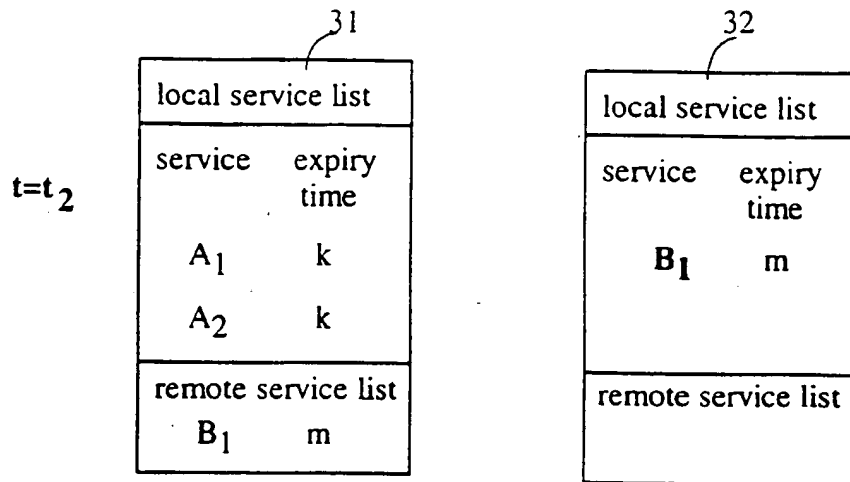 31
local service list
service expiry
time
t=t2
A1 k
A2 k
remote service list
B1 m
32
local service list
service expiry
time
B1 m
remote service list